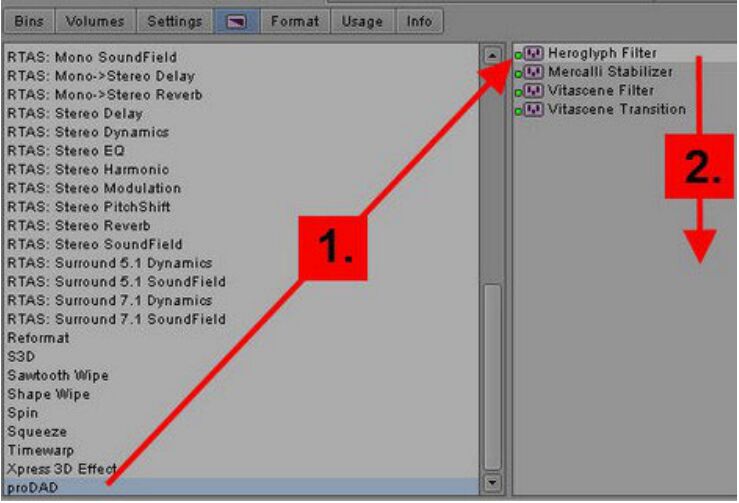 Bins Volumes Settings Format Usage Info
RTAS: Mono SoundField
RTAS: Mono->Stereo Delay
RTAS: Mono->Stereo Reverb
RTAS: Stereo Delay
RTAS: Stereo Dynamics
RTAS: Stereo EQ
RTAS: Stereo Harmonic
RTAS: Stereo Modulation
RTAS: Stereo PitchShift
RTAS: Stereo Reverb
RTAS: Stereo SoundField
RTAS: Surround 5.1 Dynamics
RTAS: Surround 5.1 SoundField
RTAS: Surround 7.1 Dynamics
RTAS: Surround 7.1 SoundField
Reformat
S3D
Sawtooth Wipe
Shape Wipe
Spin
Squeeze
Timewarp
Xpress 3D Effect
proDAD
1.
Heroglyph Filter
Mercalli Stabilizer
Vitascene Filter
Vitascene Transition
2.